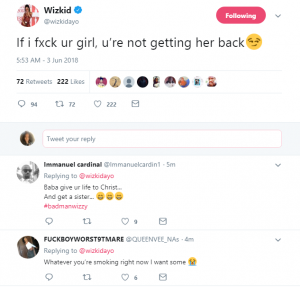 Wizkid
@wizkidayo
Following
If i fxck ur girl, u're not getting her back😏
5:53 AM - 3 Jun 2018
72 Retweets 222 Likes
94 72 222
Tweet your reply
Immanuel cardinal @Immanuelcardin1 · 5m
Replying to @wizkidayo
Baba give ur life to Christ...
And get a sister... 😄😄😄
#badmanwizzy
9
FUCKBOYWORST9TMARE @QUEENVEE_NAs · 4m
Replying to @wizkidayo
Whatever you're smoking right now I want some 😭
6